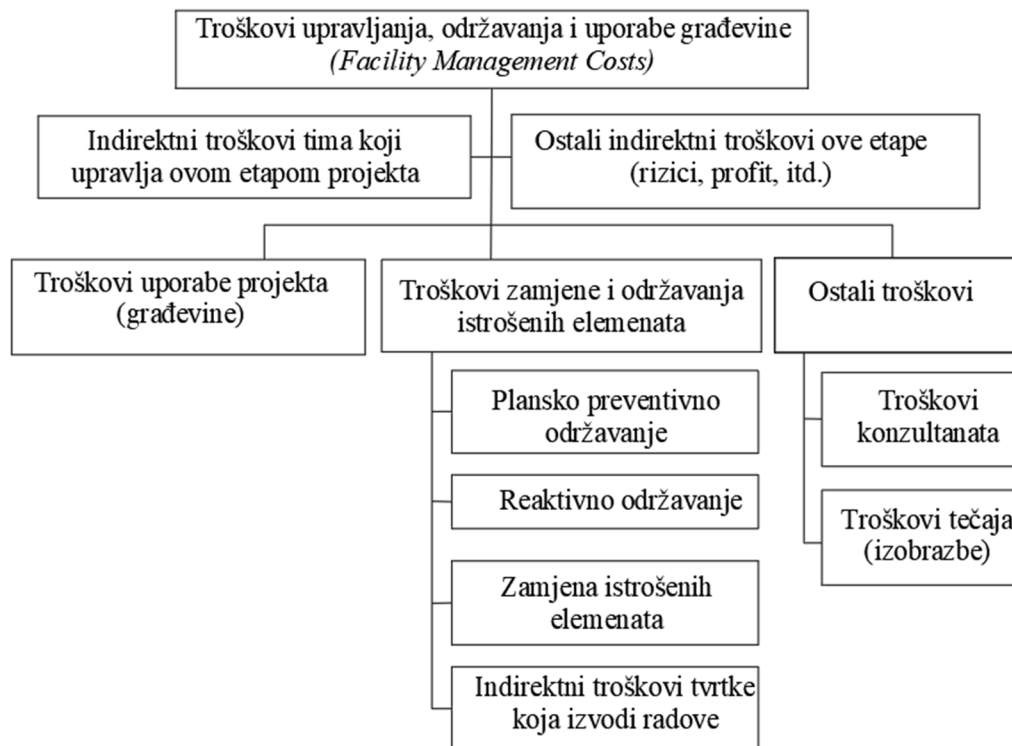 Troškovi upravljanja, održavanja i uporabe građevine
(Facility Management Costs)
Indirektni troškovi tima koji
upravlja ovom etapom projekta
Ostali indirektni troškovi ove etape
(rizici, profit, itd.)
Troškovi uporabe projekta
(građevine)
Troškovi zamjene i održavanja
istrošenih elemenata
Ostali troškovi
Plansko preventivno
održavanje
Reaktivno održavanje
Zamjena istrošenih
elemenata
Indirektni troškovi tvrtke
koja izvodi radove
Troškovi
konzultanata
Troškovi tečaja
(izobrazbe)